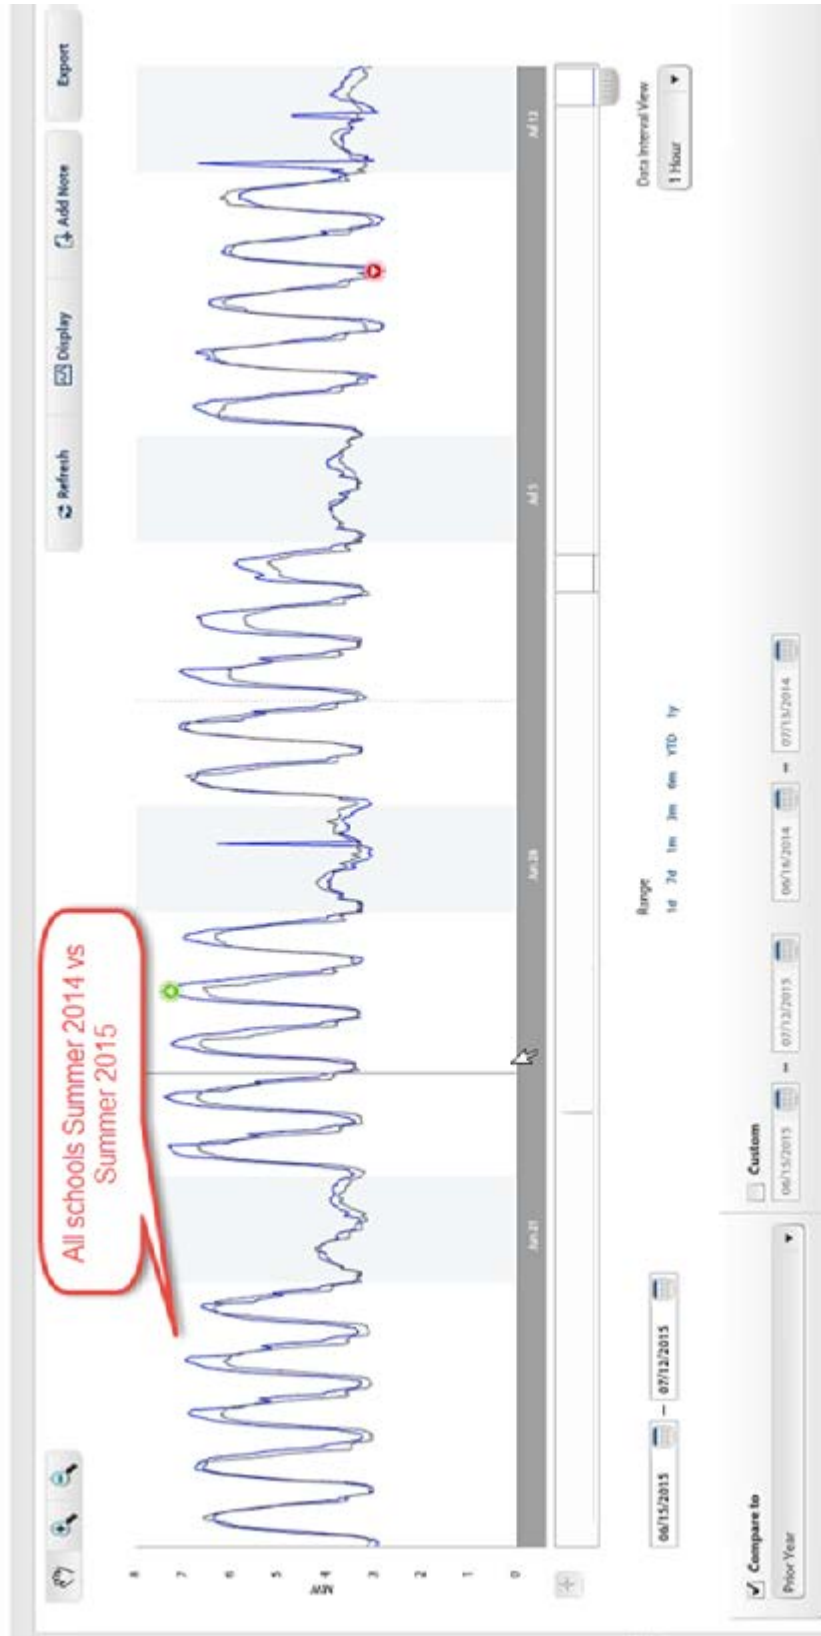 Refresh
Display
Add Note
Export
All schools Summer 2014 vs
Summer 2015
8
7
6
5
4
3
2
1
0
MW
Jun 21
Jun 28
Jul 5
Jul 12
06/15/2015 – 07/12/2015
Range
1d 7d 1m 3m 6m YTD 1y
Data Interval View
1 Hour
Compare to
Prior Year
Custom
06/15/2015 – 07/12/2015
06/16/2014 – 07/13/2014